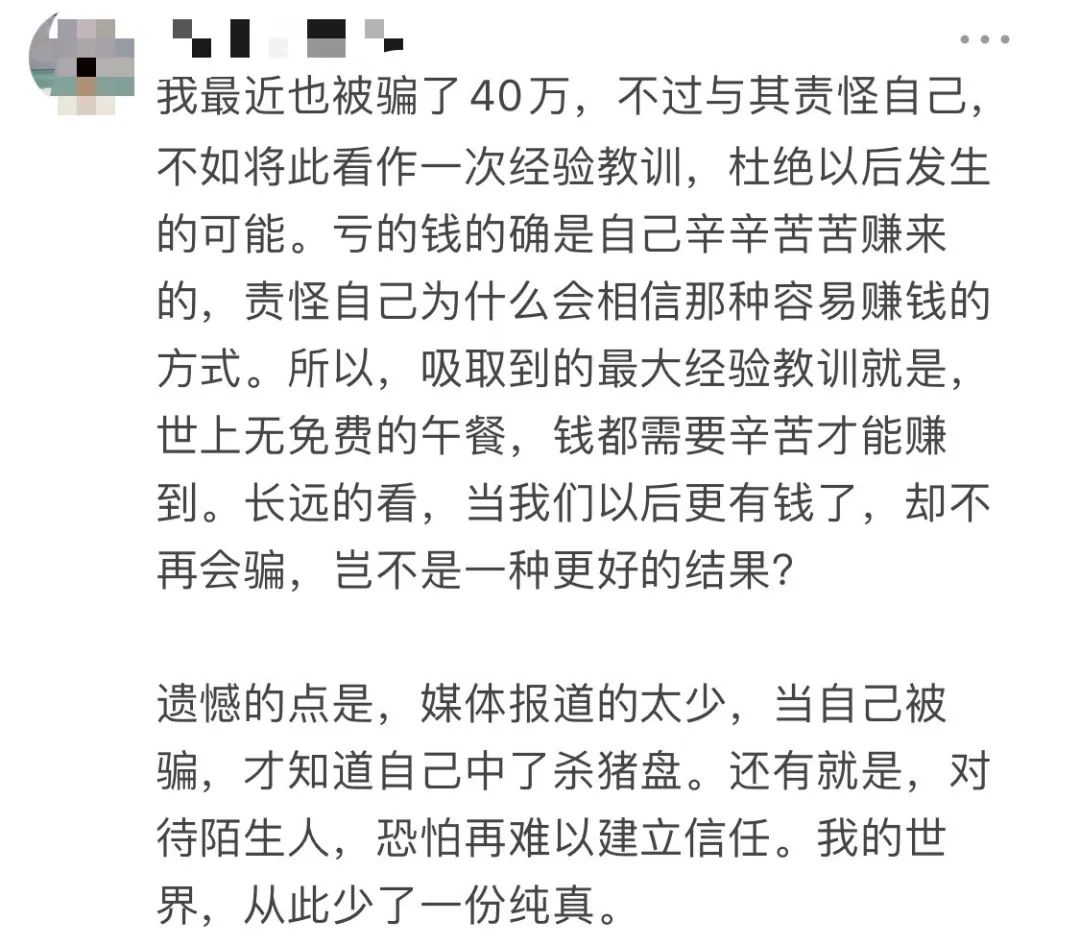 我最近也被骗了40万，不过与其责怪自己，
不如将此看作一次经验教训，杜绝以后发生
的可能。亏的钱的确是自己辛辛苦苦赚来
的，责怪自己为什么会相信那种容易赚钱的
方式。所以，吸取到的最大经验教训就是，
世上无免费的午餐，钱都需要辛苦才能赚
到。长远的看，当我们以后更有钱了，却不
再会骗，岂不是一种更好的结果？
遗憾的点是，媒体报道的太少，当自己被
骗，才知道自己中了杀猪盘。还有就是，对
待陌生人，恐怕再难以建立信任。我的世
界，从此少了一份纯真。